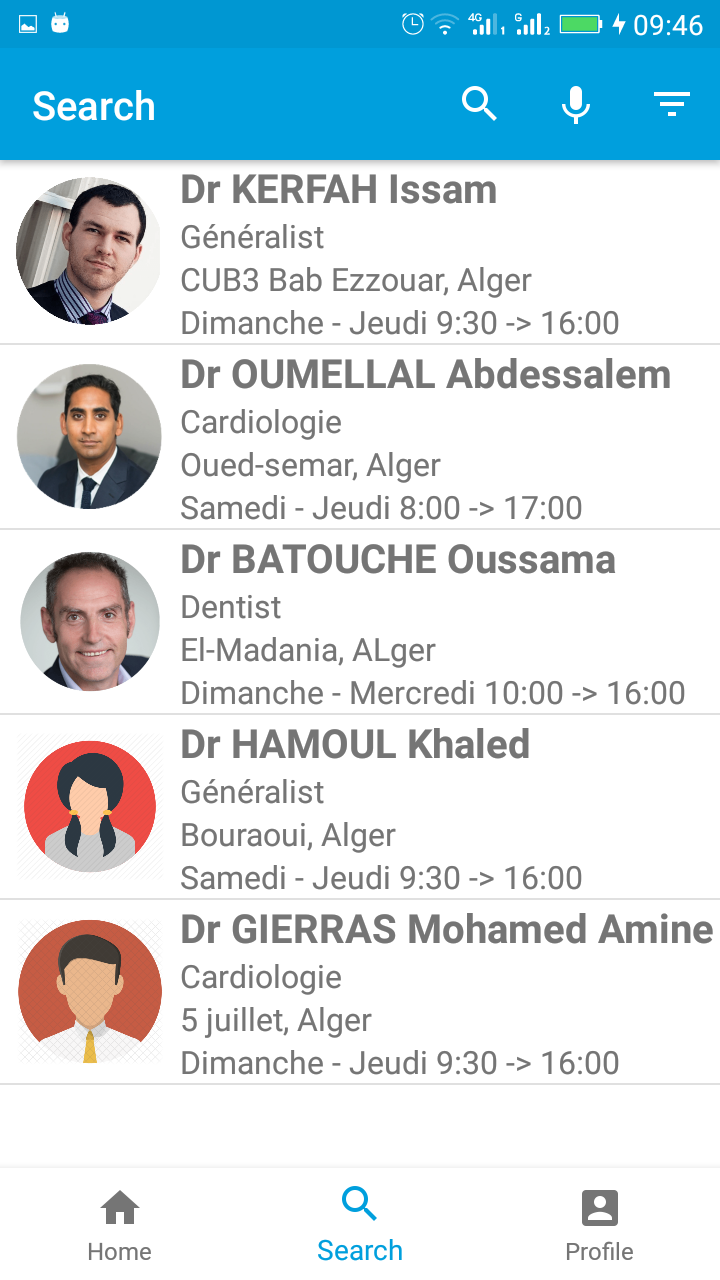 4G 1 G 2 09:46
Search
Dr KERFAH Issam
Généralist
CUB3 Bab Ezzouar, Alger
Dimanche - Jeudi 9:30 -> 16:00
Dr OUMELLAL Abdessalem
Cardiologie
Oued-semar, Alger
Samedi - Jeudi 8:00 -> 17:00
Dr BATOUCHE Oussama
Dentist
El-Madania, ALger
Dimanche - Mercredi 10:00 -> 16:00
Dr HAMOUL Khaled
Généralist
Bouraoui, Alger
Samedi - Jeudi 9:30 -> 16:00
Dr GIERRAS Mohamed Amine
Cardiologie
5 juillet, Alger
Dimanche - Jeudi 9:30 -> 16:00
Home Search Profile